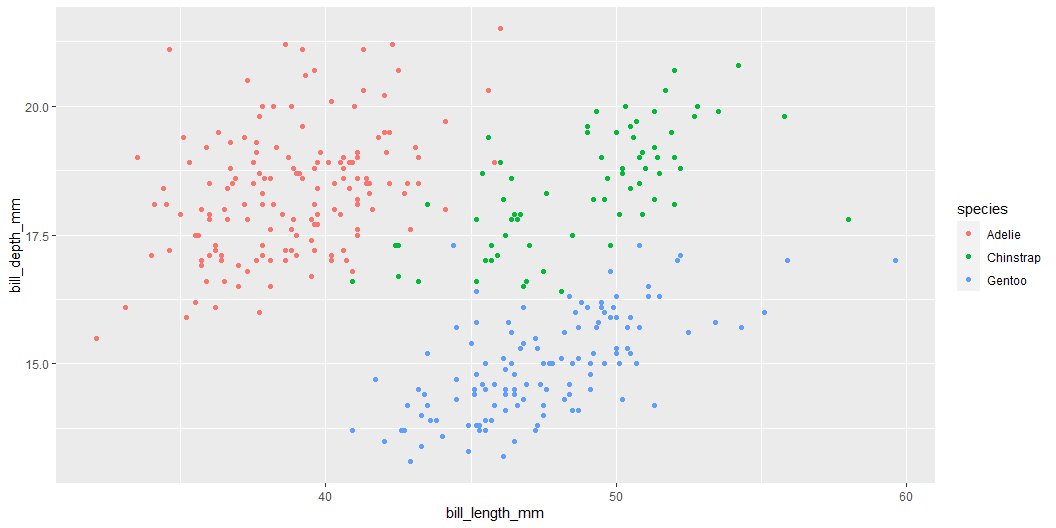 20.0
17.5
15.0
bill_depth_mm
40
50
60
bill_length_mm
species
Adelie
Chinstrap
Gentoo